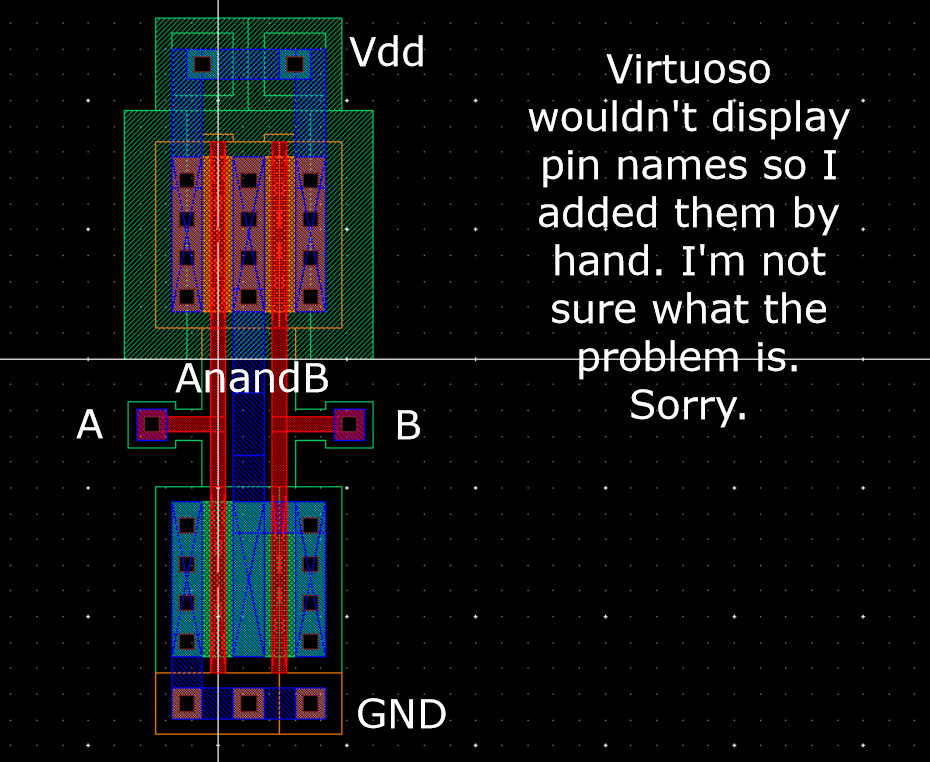 Vdd
Virtuoso
wouldn't display
pin names so I
added them by
hand. I'm not
sure what the
problem is.
Sorry.
AnandB
A
B
GND